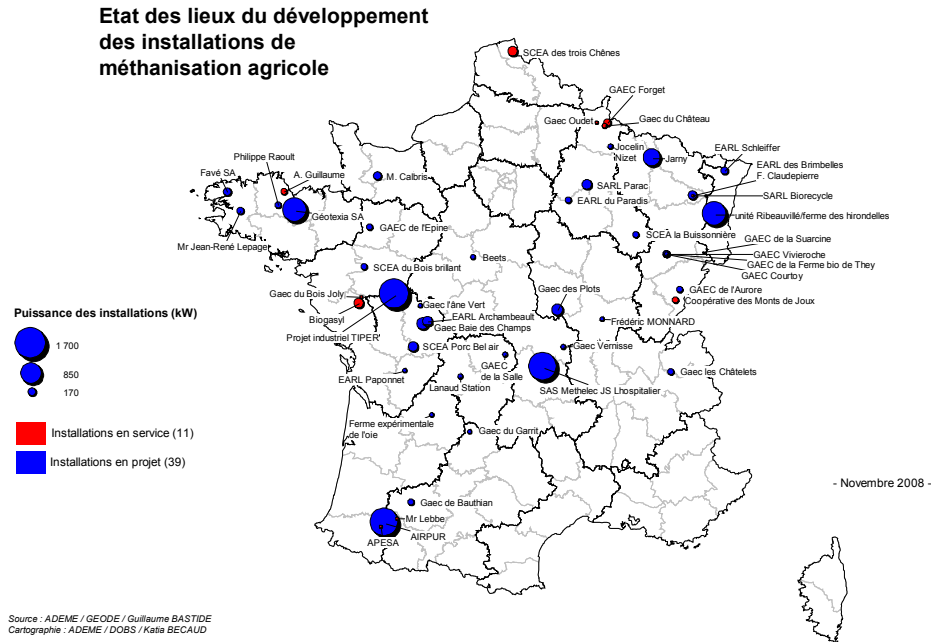 Etat des lieux du développement
des installations de
méthanisation agricole
SCEA des trois Chênes
GAEC Forget
Gaec Oudet
Gaec du Château
Jocelin
Nizet
Jarny
EARL Schleiffer
EARL des Brimbelles
F. Claudepierre
SARL Biorecycle
Philippe Raoult
A. Guillaume
Favé SA
M. Calbris
SARL Parac
EARL du Paradis
Géotexia SA
unité Ribeauvillé/ferme des hirondelles
Mr Jean-René Lepager
GAEC de l'Epine
SCEA la Buissonnière
GAEC de la Suarcine
GAEC Vivieroche
GAEC de la Ferme bio de They
GAEC Courtoy
Beets
SCEA du Bois brillant
GAEC de l'Aurore
Coopérative des Monts de Joux
Gaec du Bois Joly
Gaec des Plots
Gaec l'âne Vert
Biogasyl
EARL Archambeault
Gaec Baie des Champs
Frédéric MONNARD
Projet industriel TIPER'
Puissance des installations (kW)
1 700
850
170
SCEA Porc Bel air
GAEC
de la Salle
Gaec Vernisse
Gaec les Châtelets
EARL Paponnet
Lanaud Station
SAS Methelec JS Lhospitalier
Ferme expérimentale
de l'oie
Gaec du Garrit
Installations en service (11)
Installations en projet (39)
- Novembre 2008 -
Gaec de Bauthian
Mr Lebbe
AIRPUR
APESA
Source : ADEME / GEODE / Guillaume BASTIDE
Cartographie : ADEME / DOBS / Katia BECAUD